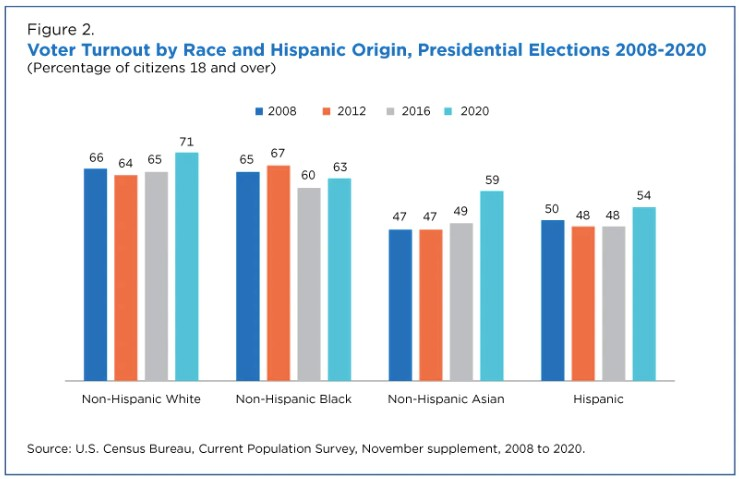 Figure 2.
Voter Turnout by Race and Hispanic Origin, Presidential Elections 2008-2020
(Percentage of citizens 18 and over)
2008 2012 2016 2020
66 64 65 71 65 67 60 63 47 47 49 59 50 48 48 54
Non-Hispanic White Non-Hispanic Black Non-Hispanic Asian Hispanic
Source: U.S. Census Bureau, Current Population Survey, November supplement, 2008 to 2020.